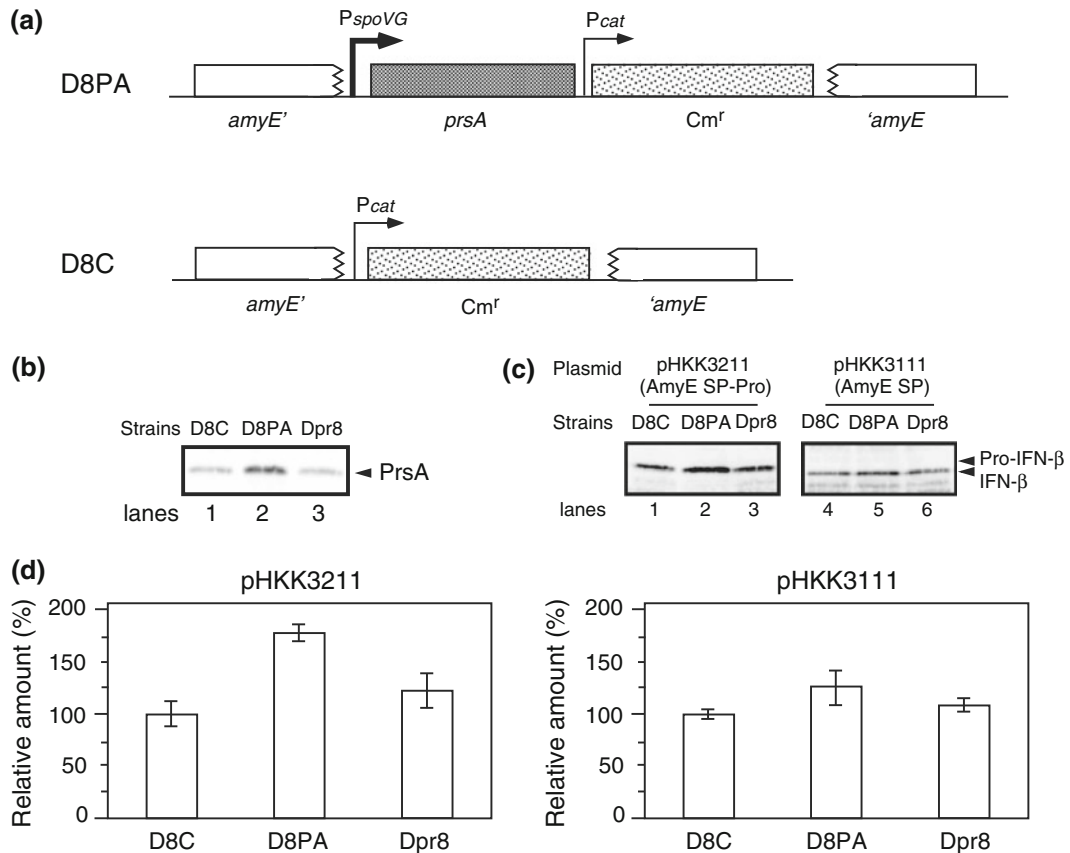 (a)
PspoVG
Pcat
D8PA
amyE’
prsA
Cmr
‘amyE
Pcat
D8C
amyE’
Cmr
‘amyE
(b)
Strains D8C D8PA Dpr8
PrsA
lanes 1 2 3
(c)
Plasmid pHKK3211 pHKK3111
(AmyE SP-Pro) (AmyE SP)
Strains D8C D8PA Dpr8 D8C D8PA Dpr8
Pro-IFN-β
IFN-β
lanes 1 2 3 4 5 6
(d)
pHKK3211
Relative amount (%)
200
150
100
50
0
D8C D8PA Dpr8
pHKK3111
Relative amount (%)
200
150
100
50
0
D8C D8PA Dpr8